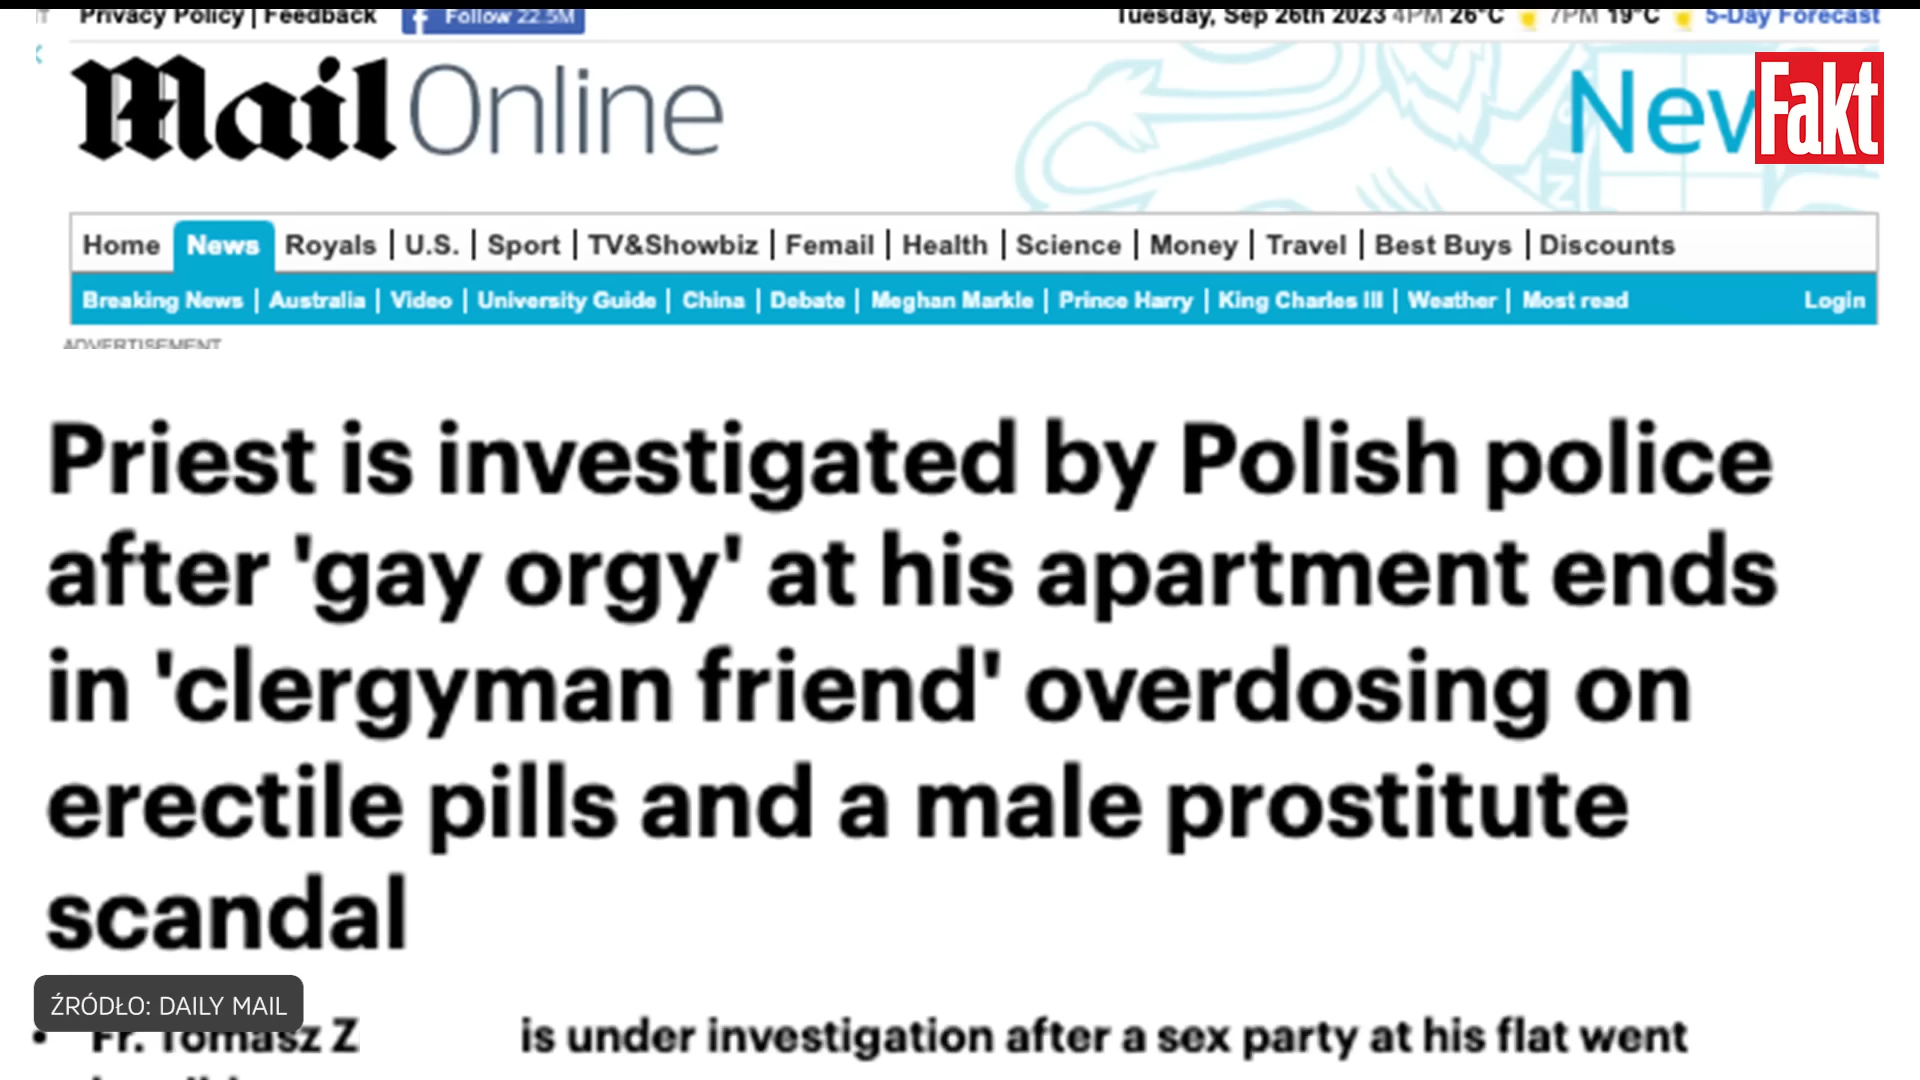 Privacy Policy | Feedback Follow 22.5M Tuesday, Sep 26th 2023 4PM 26°C 7PM 19°C 5-Day Forecast
Mail Online
Nev
Fakt
Home News Royals | U.S. | Sport | TV&Showbiz | Femail | Health | Science | Money | Travel | Best Buys | Discounts
Breaking News | Australia | Video | University Guide | China | Debate | Meghan Markle | Prince Harry | King Charles III | Weather | Most read Login
ADVERTISEMENT
Priest is investigated by Polish police
after 'gay orgy' at his apartment ends
in 'clergyman friend' overdosing on
erectile pills and a male prostitute
scandal
ŹRÓDŁO: DAILY MAIL
• Fr. Tomasz Z is under investigation after a sex party at his flat went